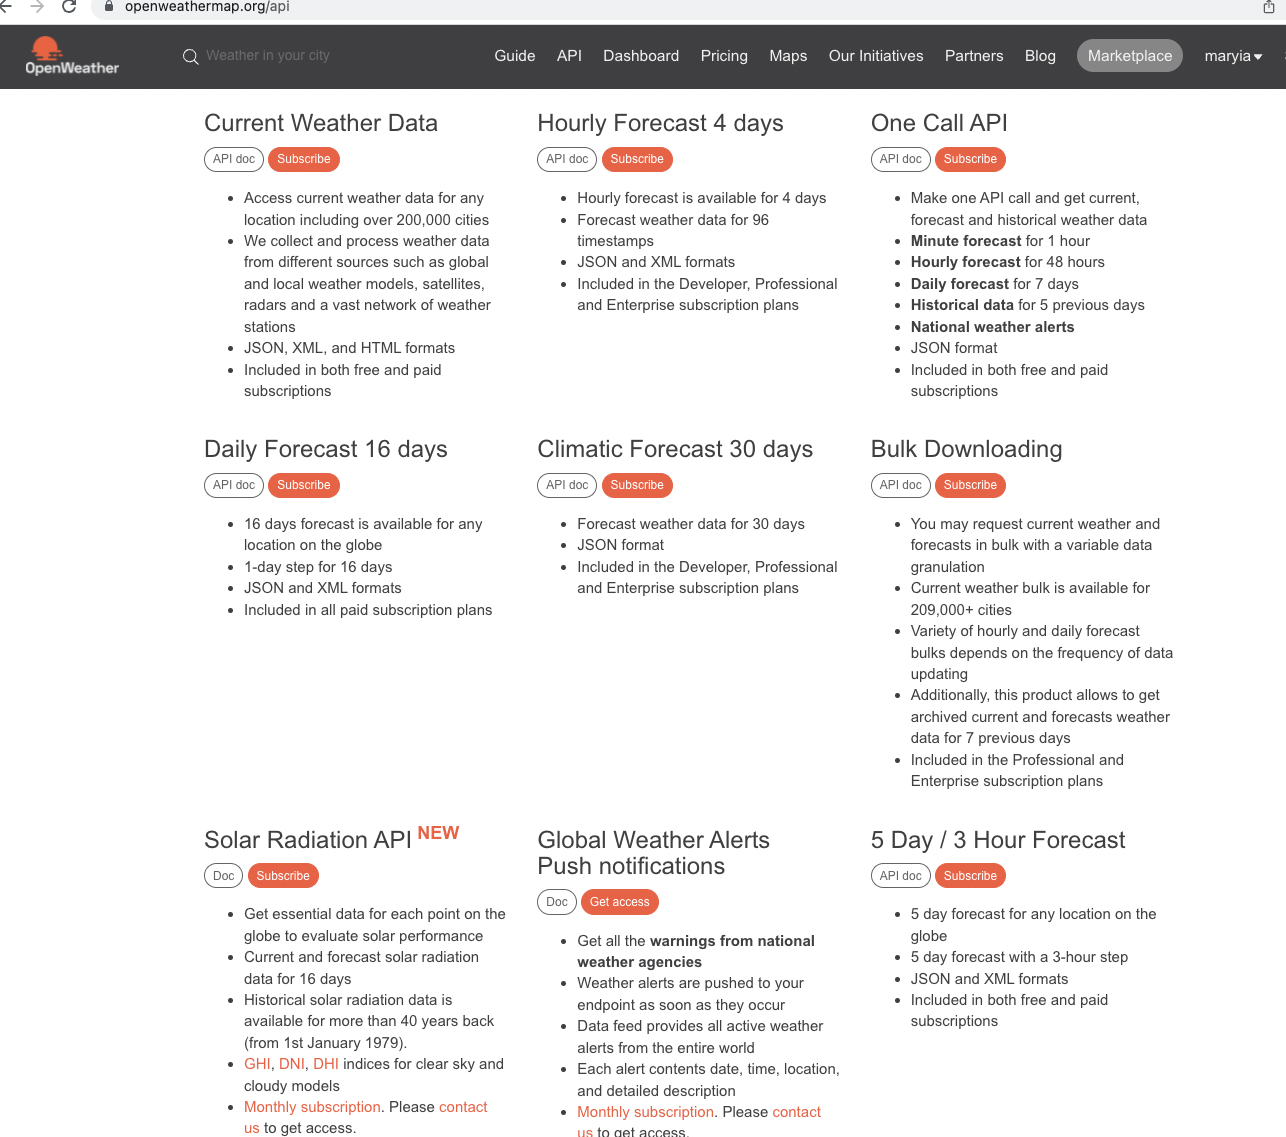 openweathermap.org/api
OpenWeather
Weather in your city
Guide API Dashboard Pricing Maps Our Initiatives Partners Blog Marketplace maryia
Current Weather Data
API doc Subscribe
Access current weather data for any
location including over 200,000 cities
We collect and process weather data
from different sources such as global
and local weather models, satellites,
radars and a vast network of weather
stations
JSON, XML, and HTML formats
Included in both free and paid
subscriptions
Hourly Forecast 4 days
API doc Subscribe
Hourly forecast is available for 4 days
Forecast weather data for 96
timestamps
JSON and XML formats
Included in the Developer, Professional
and Enterprise subscription plans
One Call API
API doc Subscribe
Make one API call and get current,
forecast and historical weather data
Minute forecast for 1 hour
Hourly forecast for 48 hours
Daily forecast for 7 days
Historical data for 5 previous days
National weather alerts
JSON format
Included in both free and paid
subscriptions
Daily Forecast 16 days
API doc Subscribe
16 days forecast is available for any
location on the globe
1-day step for 16 days
JSON and XML formats
Included in all paid subscription plans
Climatic Forecast 30 days
API doc Subscribe
Forecast weather data for 30 days
JSON format
Included in the Developer, Professional
and Enterprise subscription plans
Bulk Downloading
API doc Subscribe
You may request current weather and
forecasts in bulk with a variable data
granulation
Current weather bulk is available for
209,000+ cities
Variety of hourly and daily forecast
bulks depends on the frequency of data
updating
Additionally, this product allows to get
archived current and forecasts weather
data for 7 previous days
Included in the Professional and
Enterprise subscription plans
Solar Radiation API NEW
Doc Subscribe
Get essential data for each point on the
globe to evaluate solar performance
Current and forecast solar radiation
data for 16 days
Historical solar radiation data is
available for more than 40 years back
(from 1st January 1979).
GHI, DNI, DHI indices for clear sky and
cloudy models
Monthly subscription. Please contact
us to get access.
Global Weather Alerts
Push notifications
Doc Get access
Get all the warnings from national
weather agencies
Weather alerts are pushed to your
endpoint as soon as they occur
Data feed provides all active weather
alerts from the entire world
Each alert contents date, time, location,
and detailed description
Monthly subscription. Please contact
us to get access.
5 Day / 3 Hour Forecast
API doc Subscribe
5 day forecast for any location on the
globe
5 day forecast with a 3-hour step
JSON and XML formats
Included in both free and paid
subscriptions